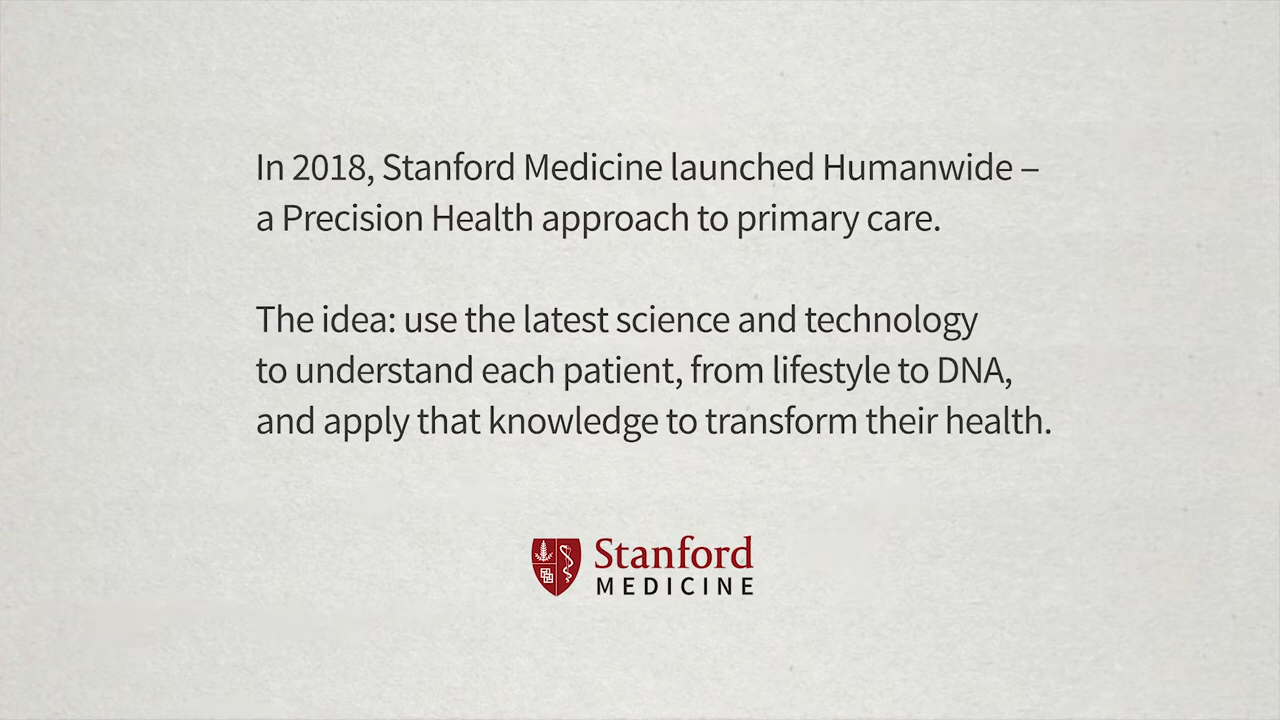 In 2018, Stanford Medicine launched Humanwide –
a Precision Health approach to primary care.
The idea: use the latest science and technology
to understand each patient, from lifestyle to DNA,
and apply that knowledge to transform their health.
Stanford
MEDICINE